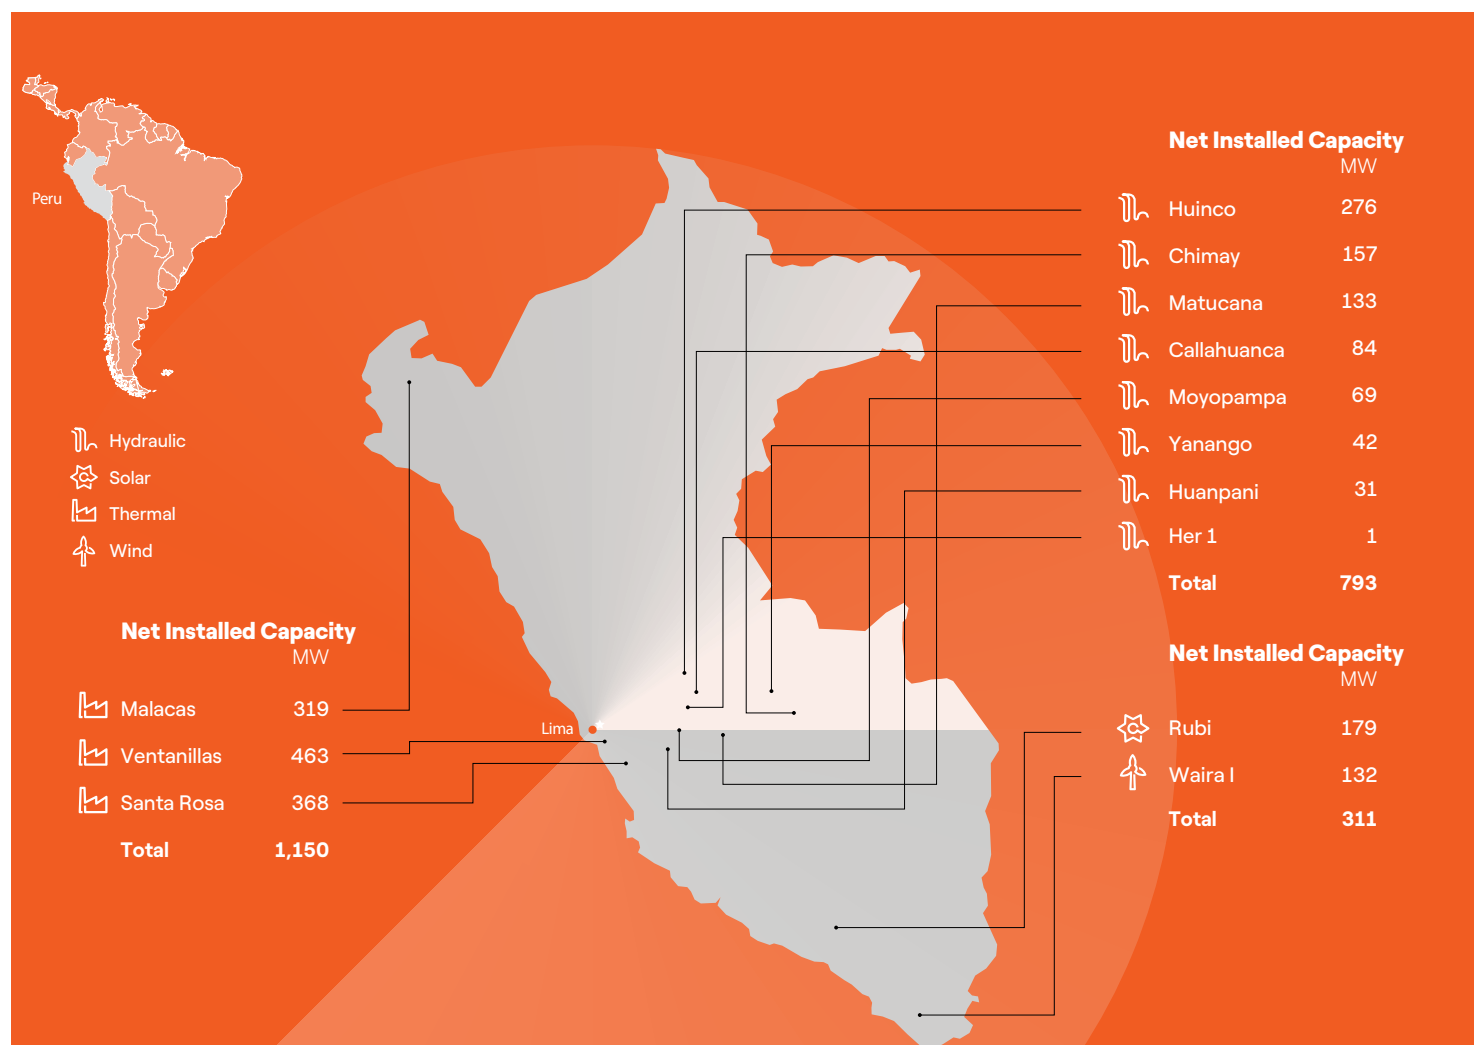 Peru
Hydraulic
Solar
Thermal
Wind
Net Installed Capacity
MW
Malacas 319
Ventanillas 463
Santa Rosa 368
Total 1,150
Lima
Net Installed Capacity
MW
Huinco 276
Chimay 157
Matucana 133
Callahuanca 84
Moyopampa 69
Yanango 42
Huanpani 31
Her 1 1
Total 793
Net Installed Capacity
MW
Rubi 179
Waira I 132
Total 311